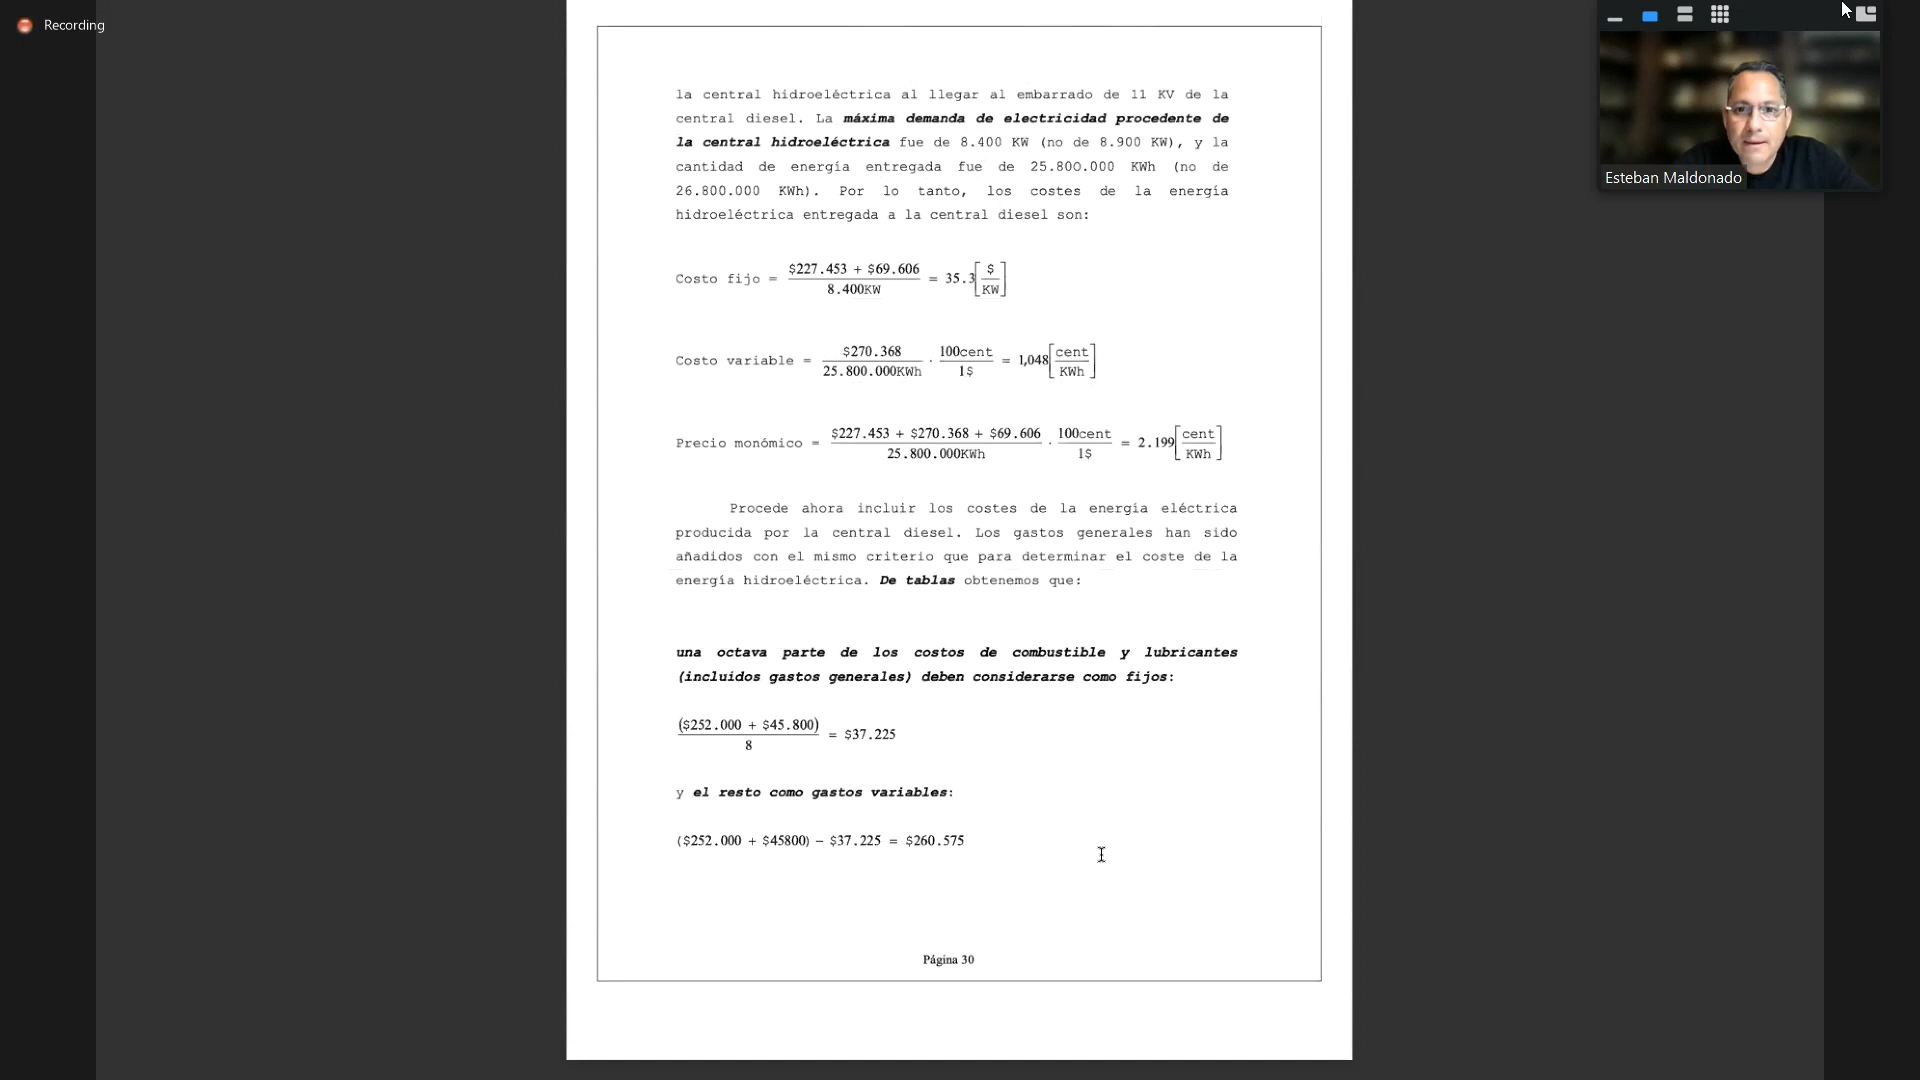 Recording
Esteban Maldonado
la central hidroeléctrica al llegar al embarrado de 11 KV de la
central diesel. La máxima demanda de electricidad procedente de
la central hidroeléctrica fue de 8.400 KW (no de 8.900 KW), y la
cantidad de energía entregada fue de 25.800.000 KWh (no de
26.800.000 KWh). Por lo tanto, los costes de la energía
hidroeléctrica entregada a la central diesel son:
Costo fijo = $227.453 + $69.606 / 8.400KW = 35.3 [$/KW]
Costo variable = $270.368 / 25.800.000KWh · 100cent / 1$ = 1,048 [cent/KWh]
Precio monómico = $227.453 + $270.368 + $69.606 / 25.800.000KWh · 100cent / 1$ = 2.199 [cent/KWh]
Procede ahora incluir los costes de la energía eléctrica
producida por la central diesel. Los gastos generales han sido
añadidos con el mismo criterio que para determinar el coste de la
energía hidroeléctrica. De tablas obtenemos que:
una octava parte de los costos de combustible y lubricantes
(incluidos gastos generales) deben considerarse como fijos:
($252.000 + $45.800) / 8 = $37.225
y el resto como gastos variables:
($252.000 + $45800) − $37.225 = $260.575
Página 30